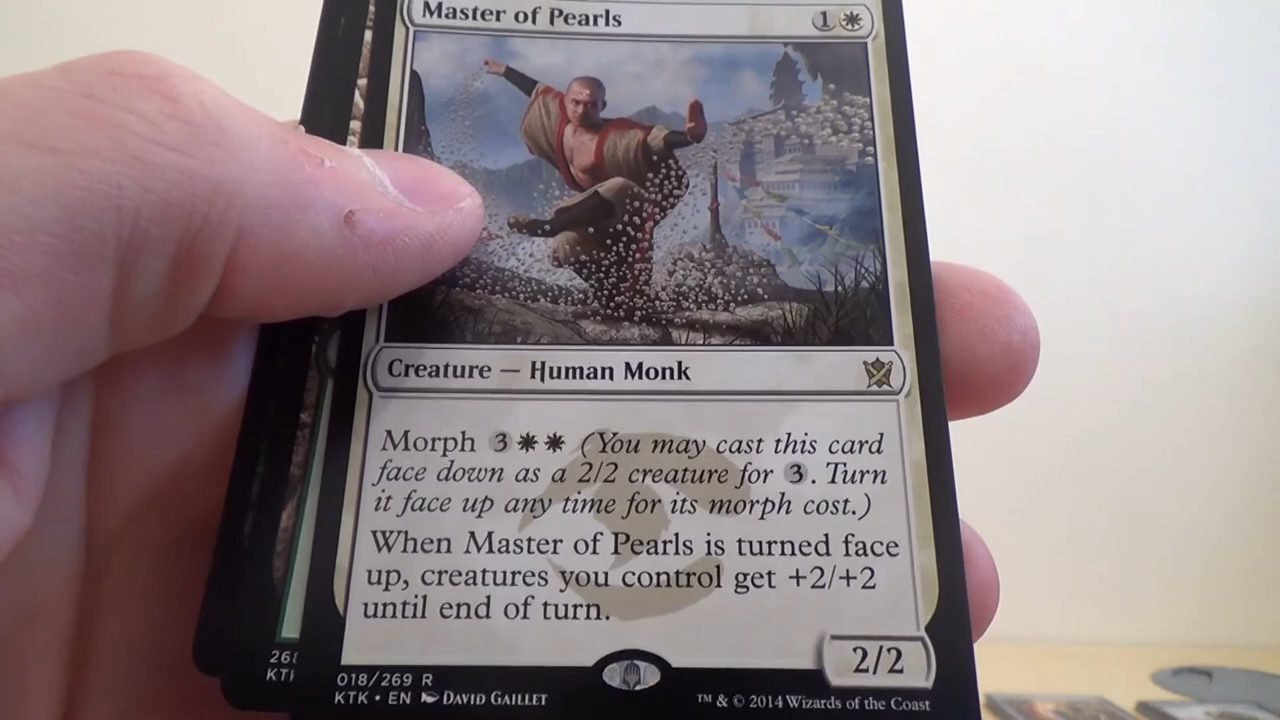 Master of Pearls 1
Creature — Human Monk
Morph 3 (You may cast this card
face down as a 2/2 creature for 3. Turn
it face up any time for its morph cost.)
When Master of Pearls is turned face
up, creatures you control get +2/+2
until end of turn.
2/2
018/269 R
KTK • EN DAVID GAILLET
™ & © 2014 Wizards of the Coast
268
KTK